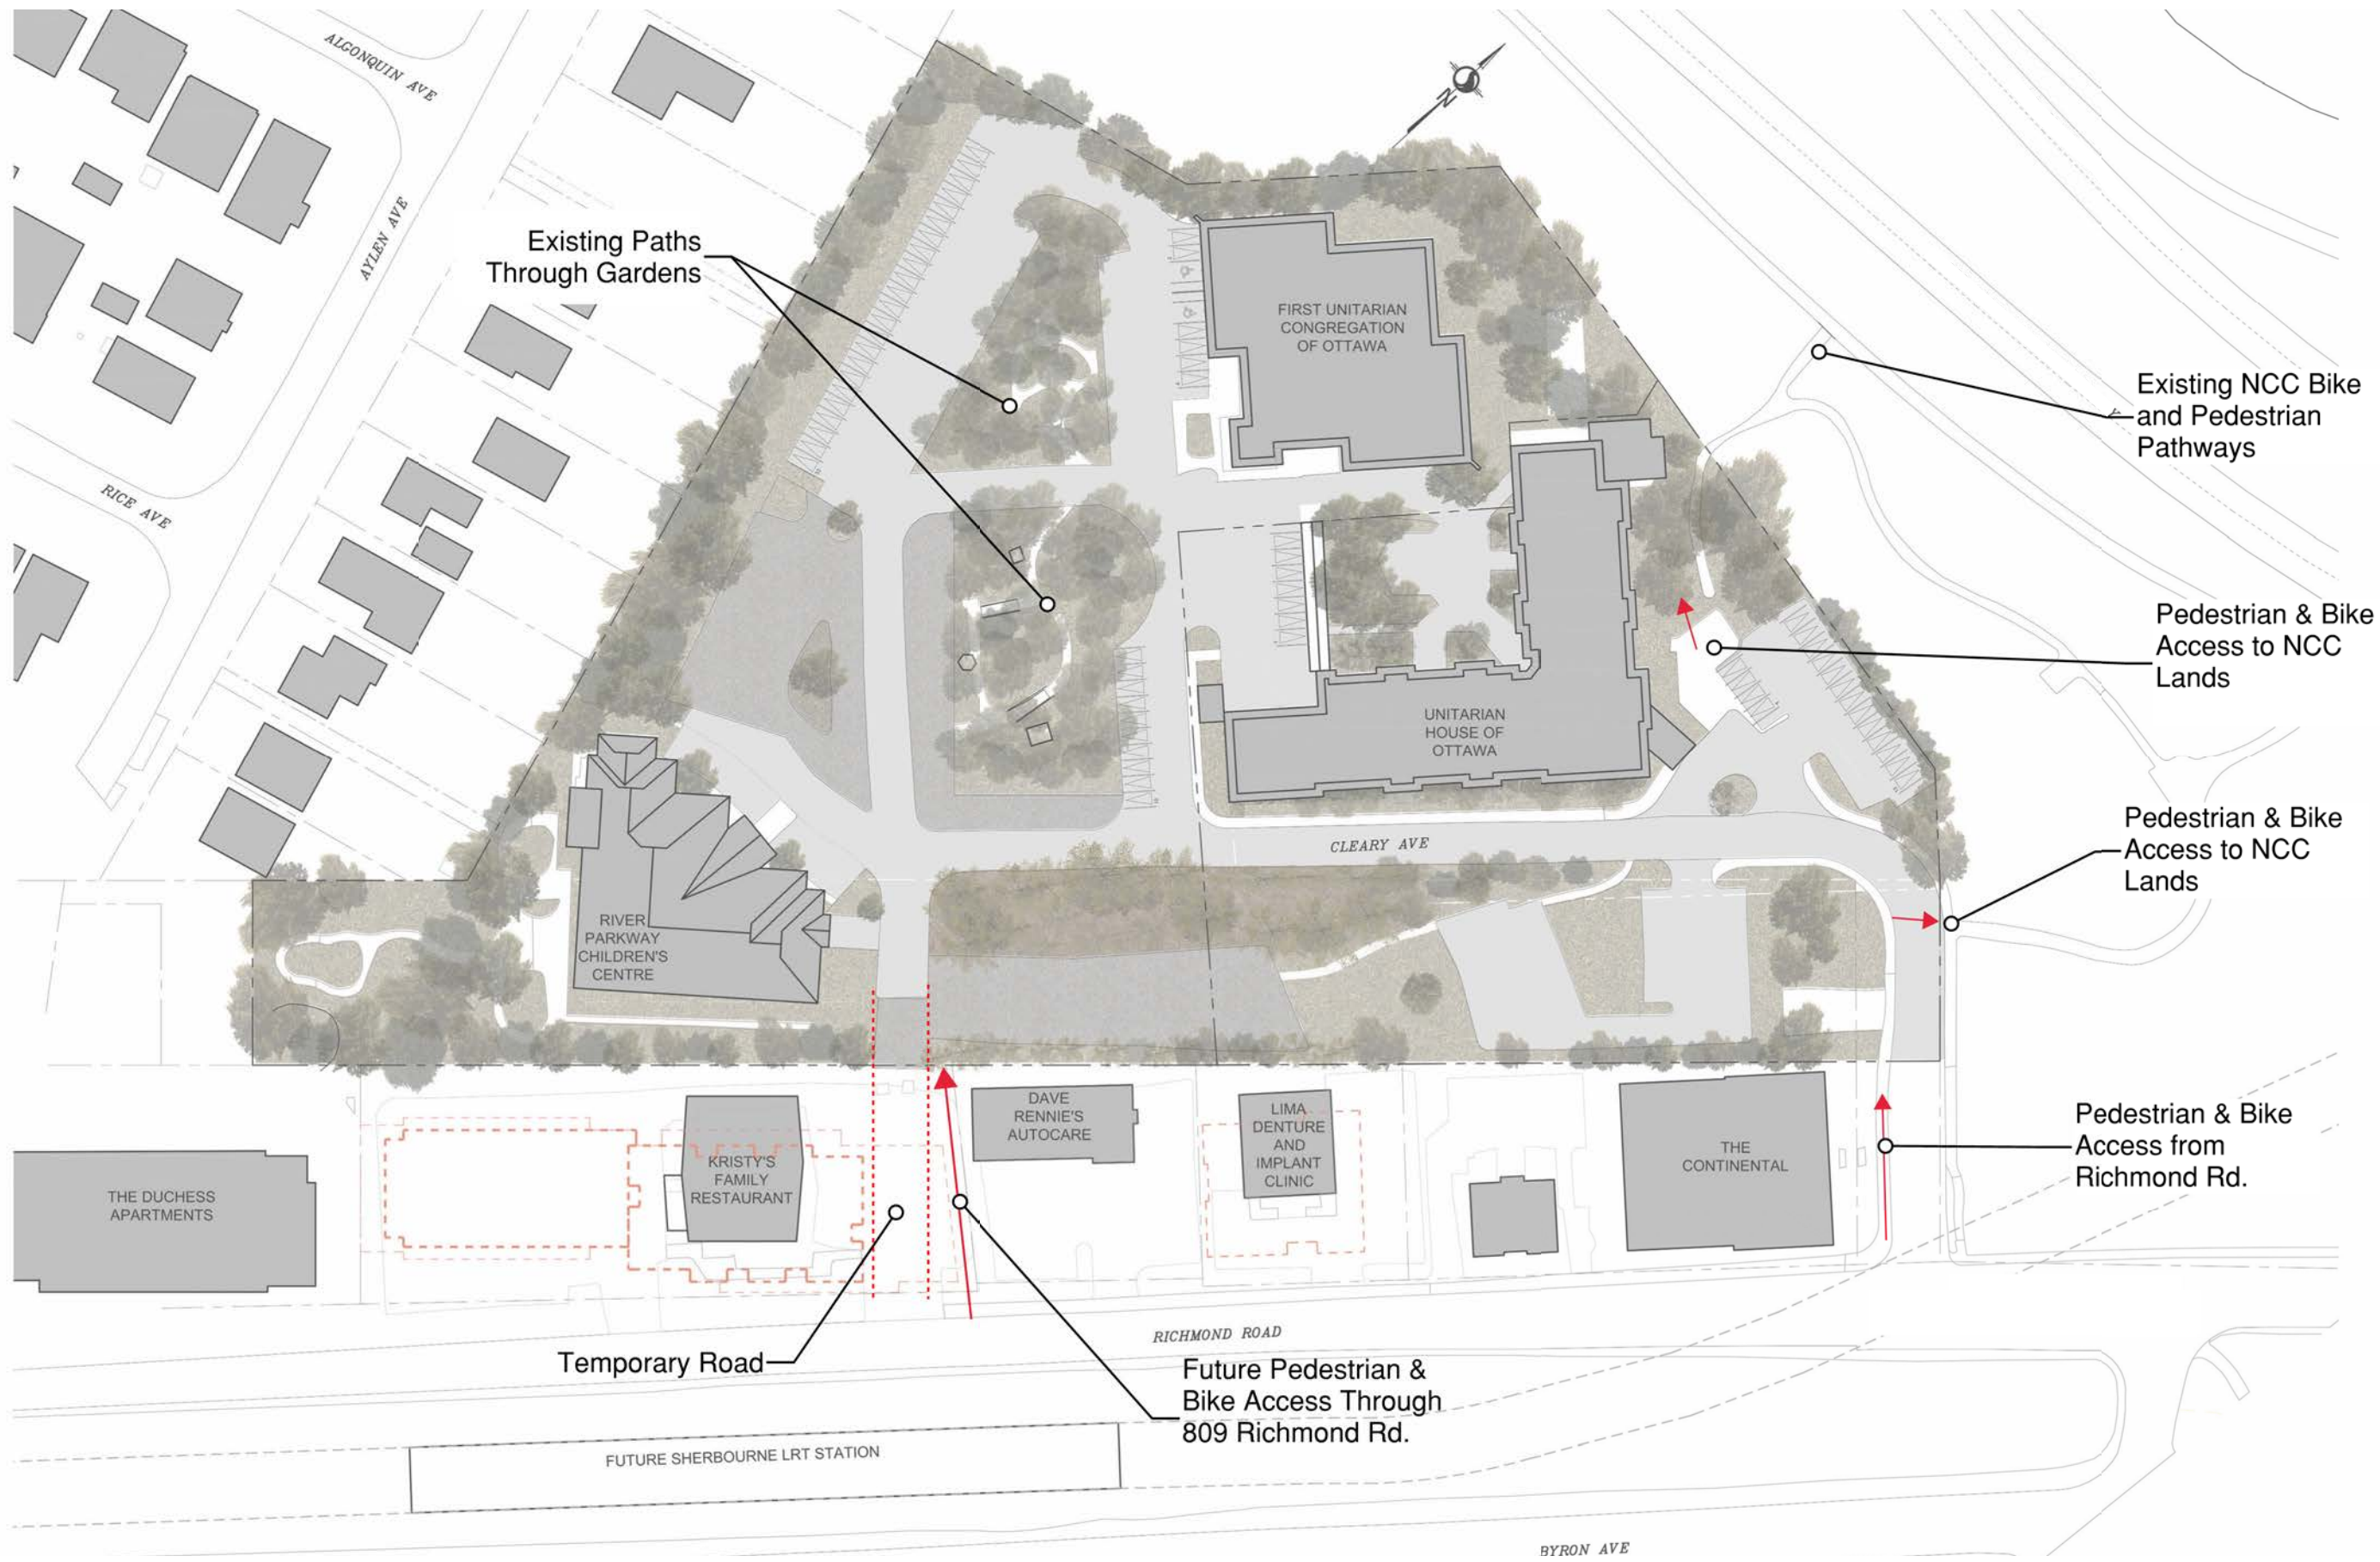 ALGONQUIN AVE
AYLEN AVE
RICE AVE
N
Existing Paths
Through Gardens
FIRST UNITARIAN
CONGREGATION
OF OTTAWA
Existing NCC Bike
and Pedestrian
Pathways
Pedestrian & Bike
Access to NCC
Lands
UNITARIAN
HOUSE OF
OTTAWA
Pedestrian & Bike
Access to NCC
Lands
CLEARY AVE
RIVER
PARKWAY
CHILDREN'S
CENTRE
Pedestrian & Bike
Access from
Richmond Rd.
DAVE
RENNIE'S
AUTOCARE
LIMA
DENTURE
AND
IMPLANT
CLINIC
THE
CONTINENTAL
KRISTY'S
FAMILY
RESTAURANT
THE DUCHESS
APARTMENTS
RICHMOND ROAD
Temporary Road
Future Pedestrian &
Bike Access Through
809 Richmond Rd.
FUTURE SHERBOURNE LRT STATION
BYRON AVE